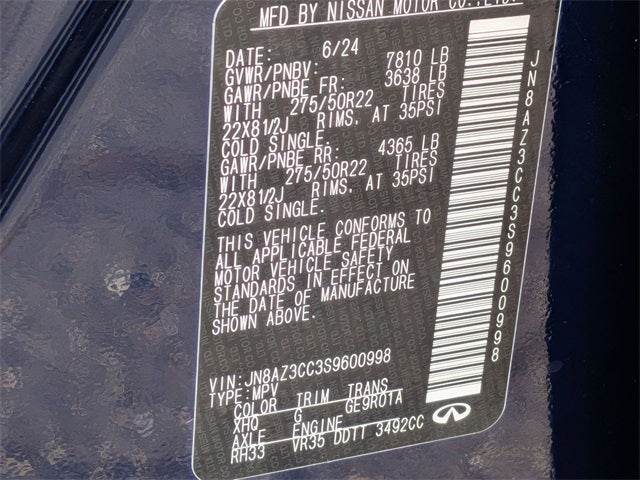 MFD BY NISSAN MOTOR CO.,LTD.
DATE: 6/24
GVWR/PNBV: 7810 LB
GAWR/PNBE FR: 3638 LB
WITH 275/50R22 TIRES
22X81/2J RIMS, AT 35PSI
COLD SINGLE.
GAWR/PNBE RR: 4365 LB
WITH 275/50R22 TIRES
22X81/2J RIMS, AT 35PSI
COLD SINGLE.
THIS VEHICLE CONFORMS TO
ALL APPLICABLE FEDERAL
MOTOR VEHICLE SAFETY
STANDARDS IN EFFECT ON
THE DATE OF MANUFACTURE
SHOWN ABOVE.
VIN:JN8AZ3CC3S9600998
TYPE:MPV
COLOR TRIM TRANS
XHQ G GE9R01A
AXLE ENGINE
RH33 VR35 DDTT 3492CC
JN8AZ3CC3S9600998